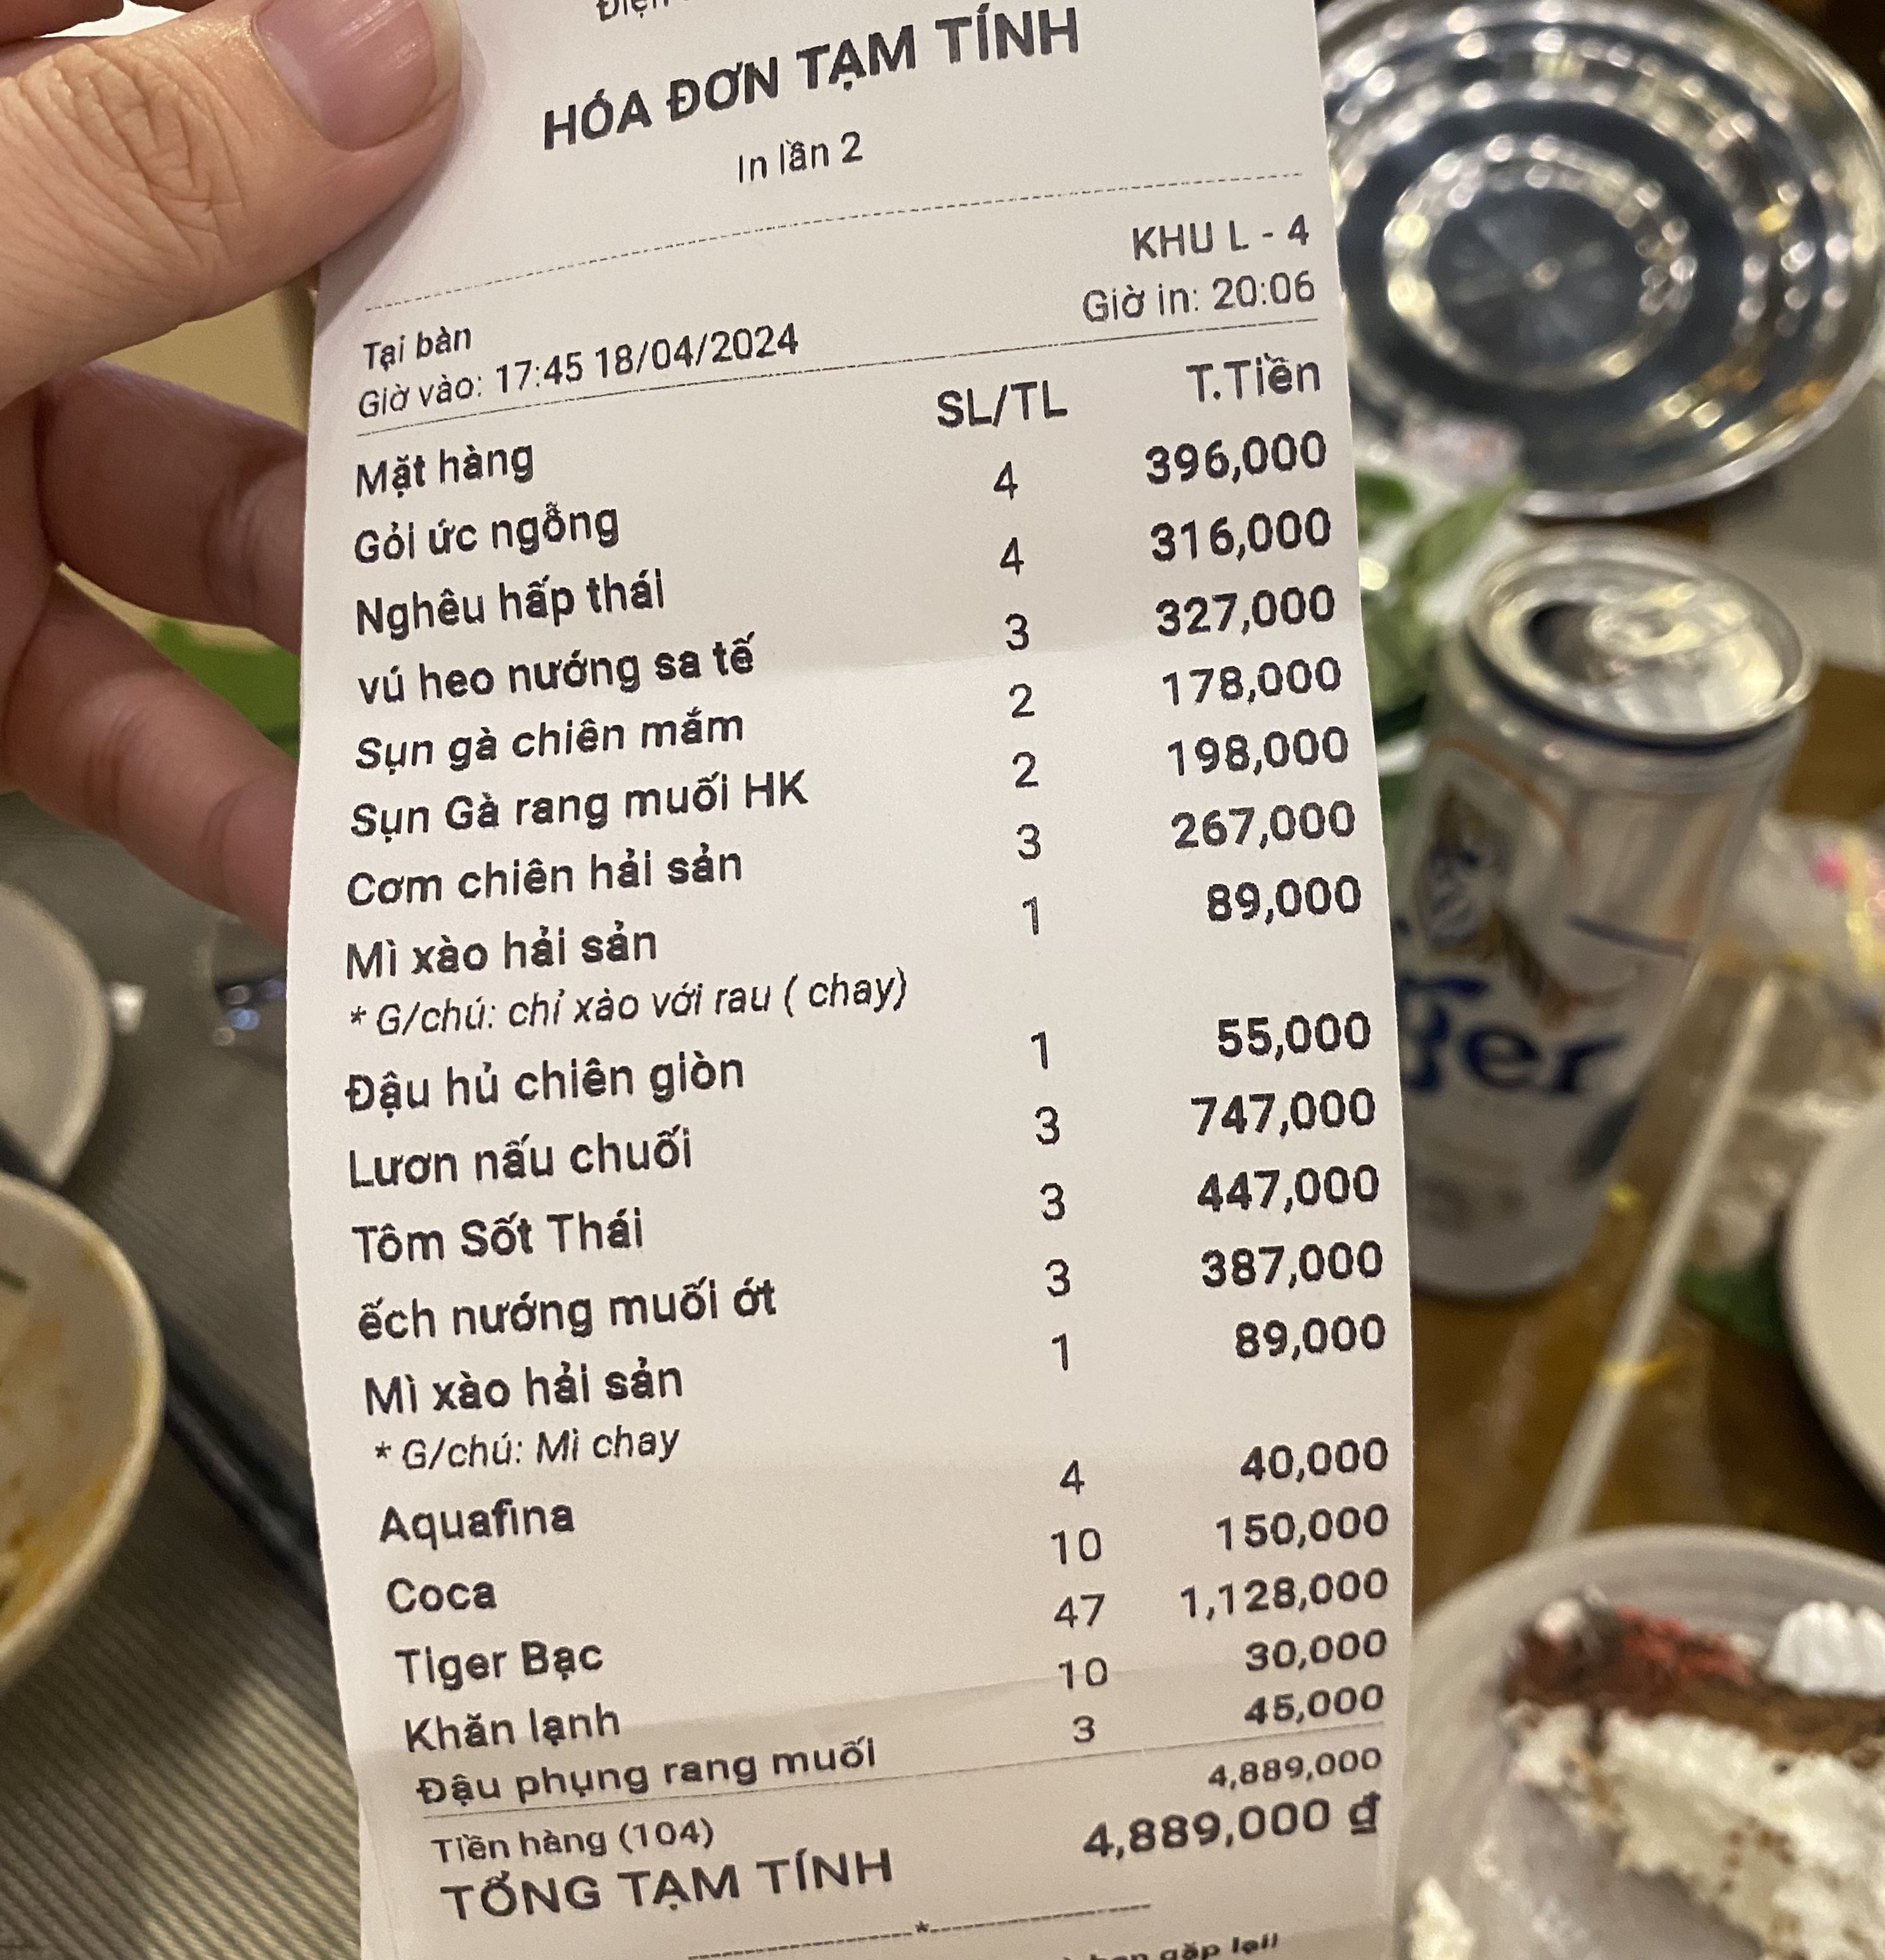 HÓA ĐƠN TẠM TÍNH
In lần 2
KHU L - 4
Tại bàn
Giờ vào: 17:45 18/04/2024 Giờ in: 20:06
Mặt hàng SL/TL T.Tiền
Gỏi ức ngỗng 4 396,000
Nghêu hấp thái 4 316,000
vú heo nướng sa tế 3 327,000
Sụn gà chiên mắm 2 178,000
Sụn Gà rang muối HK 2 198,000
Cơm chiên hải sản 3 267,000
Mì xào hải sản 1 89,000
* G/chú: chỉ xào với rau ( chay)
Đậu hủ chiên giòn 1 55,000
Lươn nấu chuối 3 747,000
Tôm Sốt Thái 3 447,000
ếch nướng muối ớt 3 387,000
Mì xào hải sản 1 89,000
* G/chú: Mì chay
Aquafina 4 40,000
Coca 10 150,000
Tiger Bạc 47 1,128,000
Khăn lạnh 10 30,000
Đậu phụng rang muối 3 45,000
Tiền hàng (104) 4,889,000
TỔNG TẠM TÍNH 4,889,000 đ
*
gặp lại!